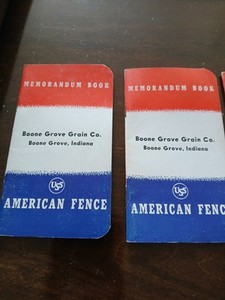 MEMORANDUM BOOK
Boone Grove Grain Co.
Boone Grove, Indiana
USS
AMERICAN FENCE
MEMORANDUM BOOK
Boone Grove Grain Co.
Boone Grove, Indiana
USS
AMERICAN FENC